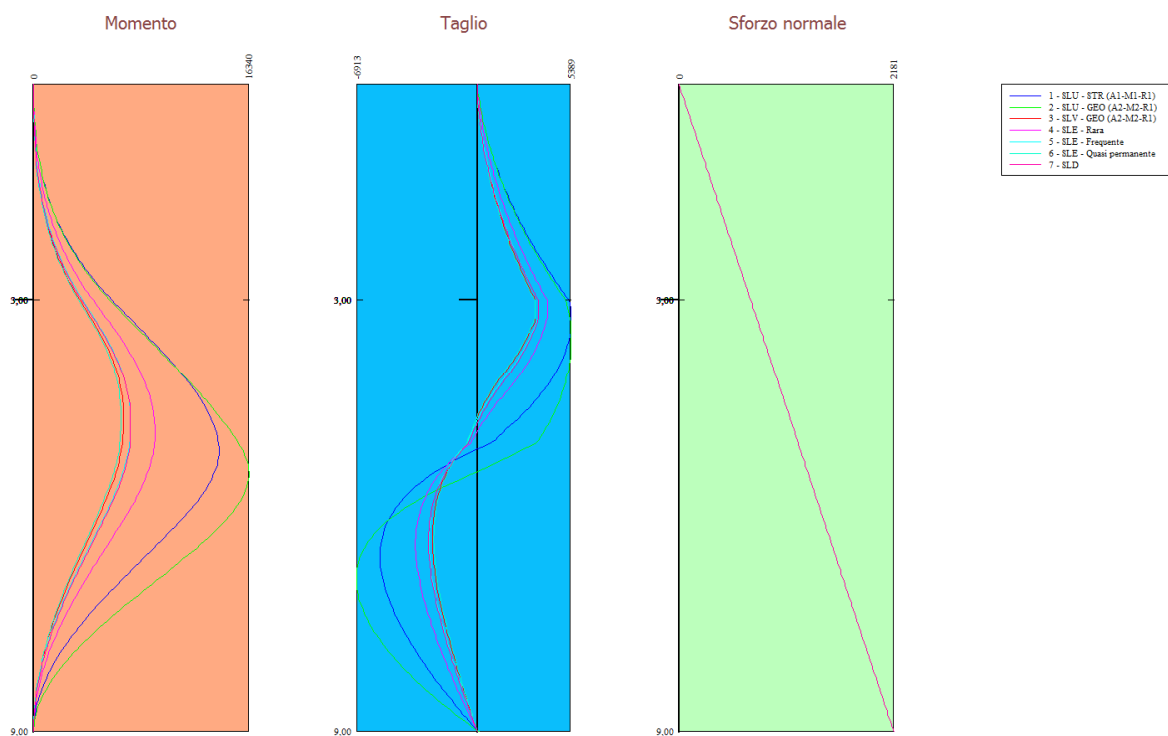 Momento
Taglio
Sforzo normale
0
16340
-6913
5389
0
2181
1 - SLU - STR (A1-M1-R1)
2 - SLU - GEO (A2-M2-R1)
3 - SLV - GEO (A2-M2-R1)
4 - SLE - Rara
5 - SLE - Frequente
6 - SLE - Quasi permanente
7 - SLD
3,00
3,00
3,00
9,00
9,00
9,00